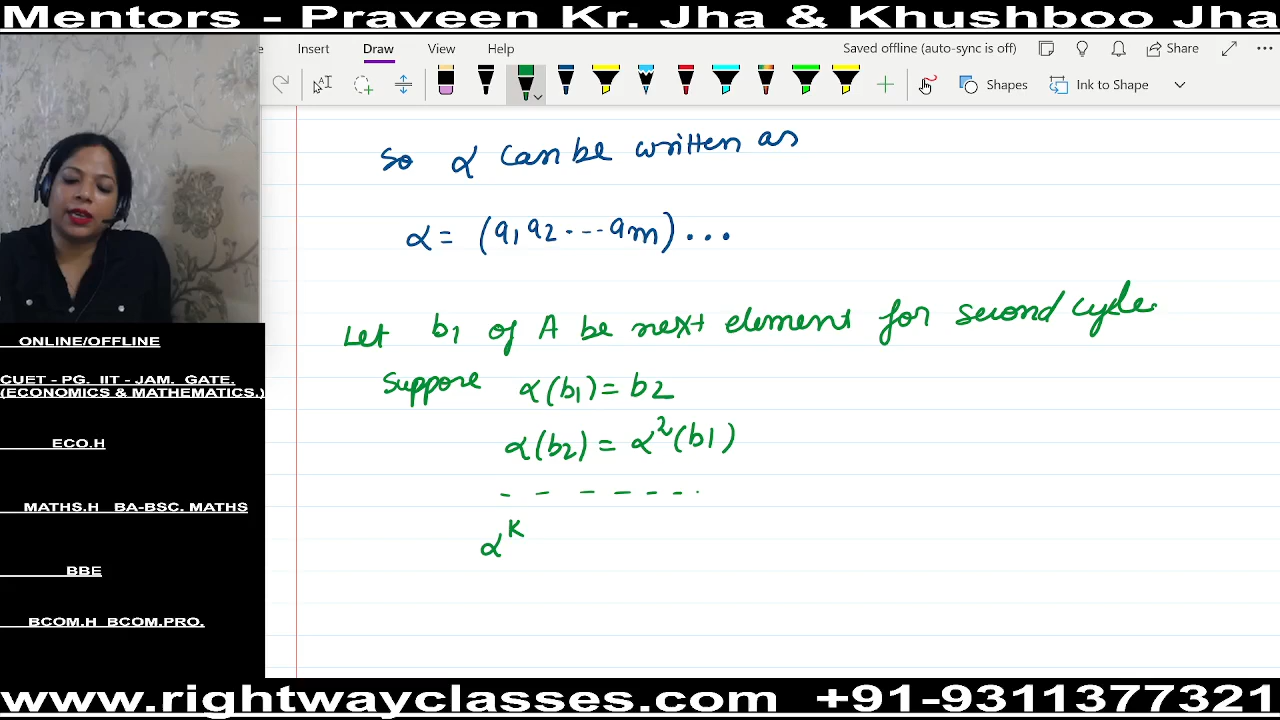 Mentors - Praveen Kr. Jha & Khushboo Jha
Insert Draw View Help Saved offline (auto-sync is off) Share
Shapes Ink to Shape
So α can be written as
α = (a1 a2 . --- am) ...
Let b1 of A be next element for second cycle.
Suppose α(b1) = b2
α(b2) = α^2(b1)
- - - - - - .
α^K
ONLINE/OFFLINE
CUET - PG. IIT - JAM. GATE.
(ECONOMICS & MATHEMATICS.)
ECO.H
MATHS.H BA-BSC. MATHS
BBE
BCOM.H BCOM.PRO.
www.rightwayclasses.com +91-9311377321